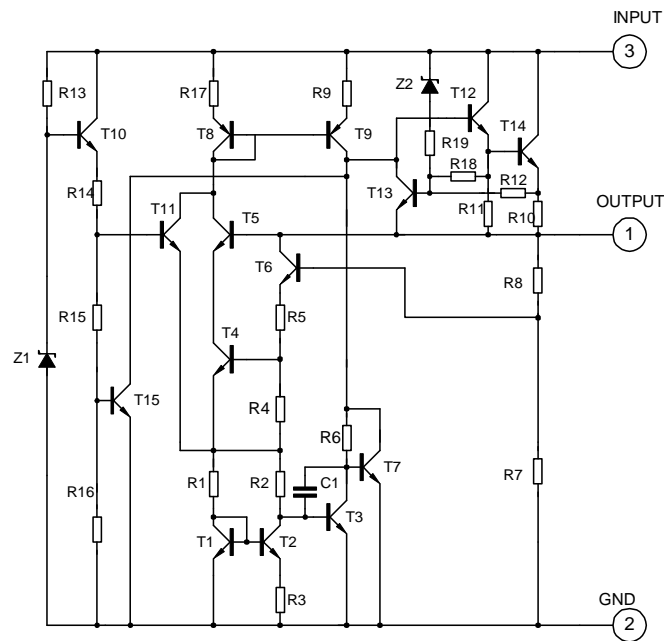 INPUT
3
R13
R17
R9
Z2
T12
T14
T10
T8
T9
R19
R18
R12
R14
T13
T11
T5
R11
R10
OUTPUT
1
T6
R8
R15
R5
T4
Z1
T15
R4
R6
T7
R16
R1
R2
C1
R7
T3
T1
T2
R3
GND
2